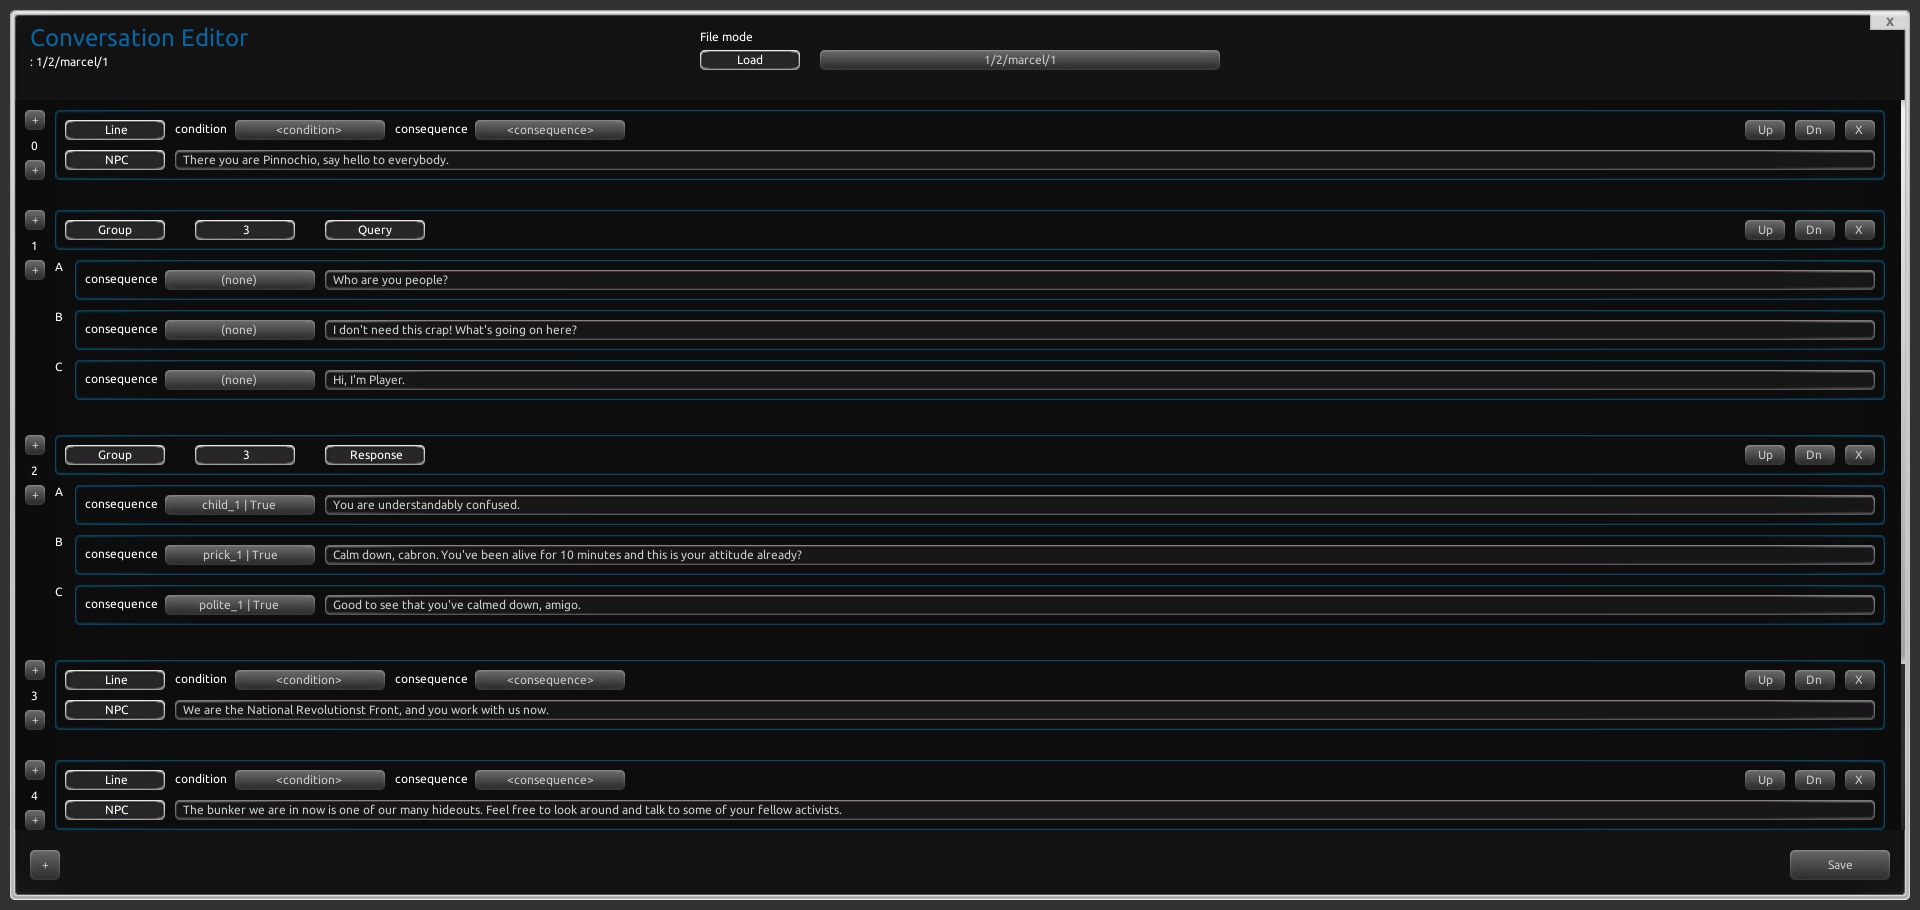 X
Conversation Editor
: 1/2/marcel/1
File mode
Load 1/2/marcel/1
+
0
+
Line condition <condition> consequence <consequence> Up Dn X
NPC There you are Pinnochio, say hello to everybody.
+
1
+
Group 3 Query Up Dn X
A consequence (none) Who are you people?
B consequence (none) I don't need this crap! What's going on here?
C consequence (none) Hi, I'm Player.
+
2
+
Group 3 Response Up Dn X
A consequence child_1 | True You are understandably confused.
B consequence prick_1 | True Calm down, cabron. You've been alive for 10 minutes and this is your attitude already?
C consequence polite_1 | True Good to see that you've calmed down, amigo.
+
3
+
Line condition <condition> consequence <consequence> Up Dn X
NPC We are the National Revolutionst Front, and you work with us now.
+
4
+
Line condition <condition> consequence <consequence> Up Dn X
NPC The bunker we are in now is one of our many hideouts. Feel free to look around and talk to some of your fellow activists.
+ Save